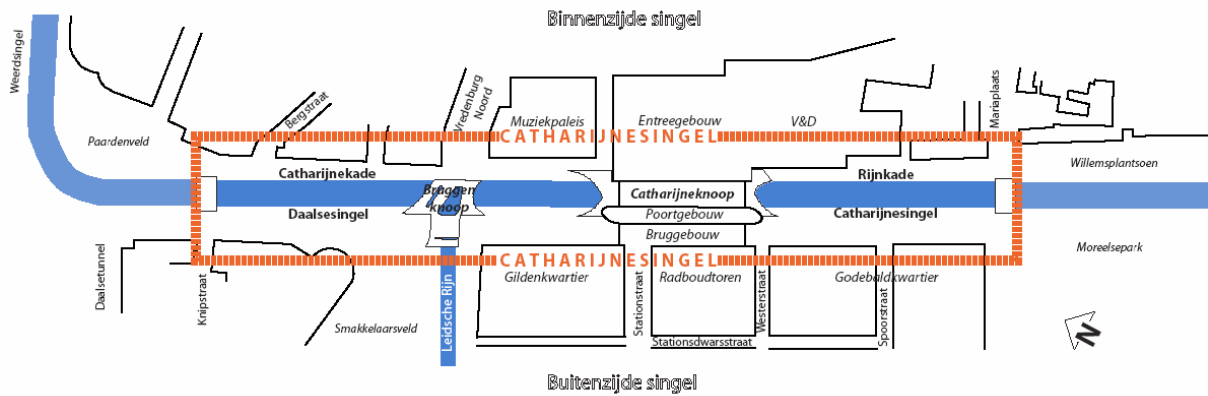 Binnenzijde singel
Weerdsingel
Paardenveld
Bergstraat
Vredenburg
Noord
Muziekpaleis
Entreegebouw
V&D
Mariaplaats
CATHARIJNESINGEL
Willemsplantsoen
Catharijnekade
Bruggen
knoop
Catharijneknoop
Rijnkade
Daalsesingel
Poortgebouw
Catharijnesingel
Bruggebouw
Moreelsepark
CATHARIJNESINGEL
Daalsetunnel
Knipstraat
Smakkelaarsveld
Leidsche Rijn
Gildenkwartier
Stationstraat
Radboudtoren
Westerstraat
Godebaldkwartier
Spoorstraat
Stationsdwarsstraat
N
Buitenzijde singel